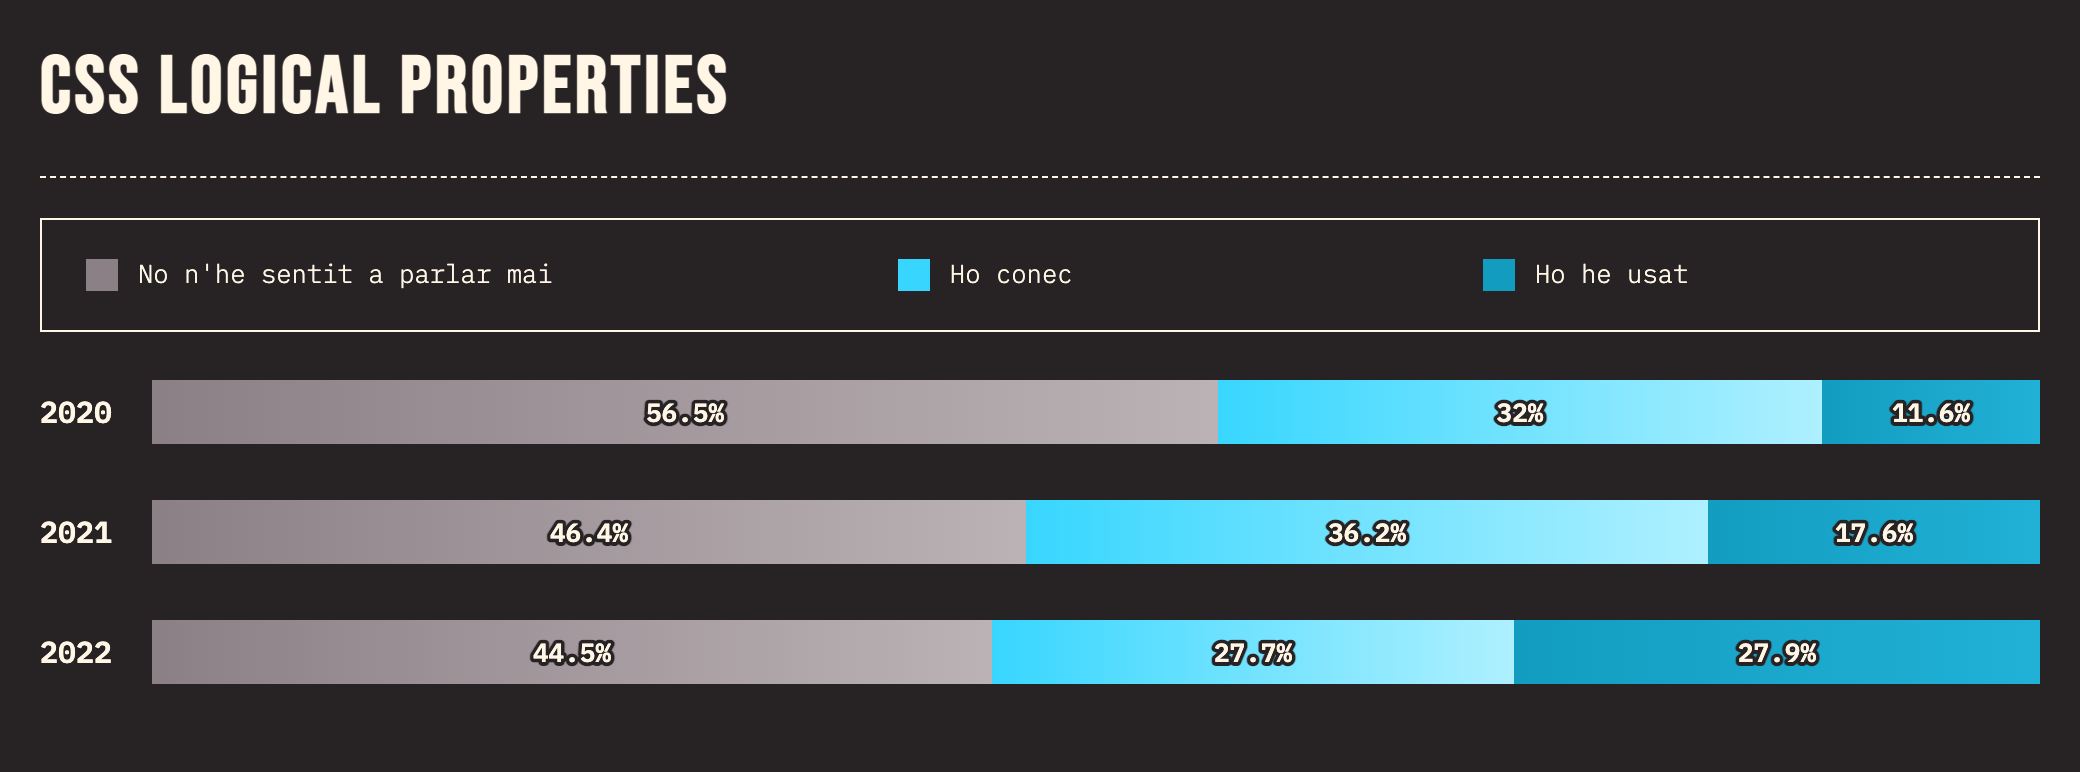 CSS LOGICAL PROPERTIES
No n'he sentit a parlar mai Ho conec Ho he usat
2020 56.5% 32% 11.6%
2021 46.4% 36.2% 17.6%
2022 44.5% 27.7% 27.9%